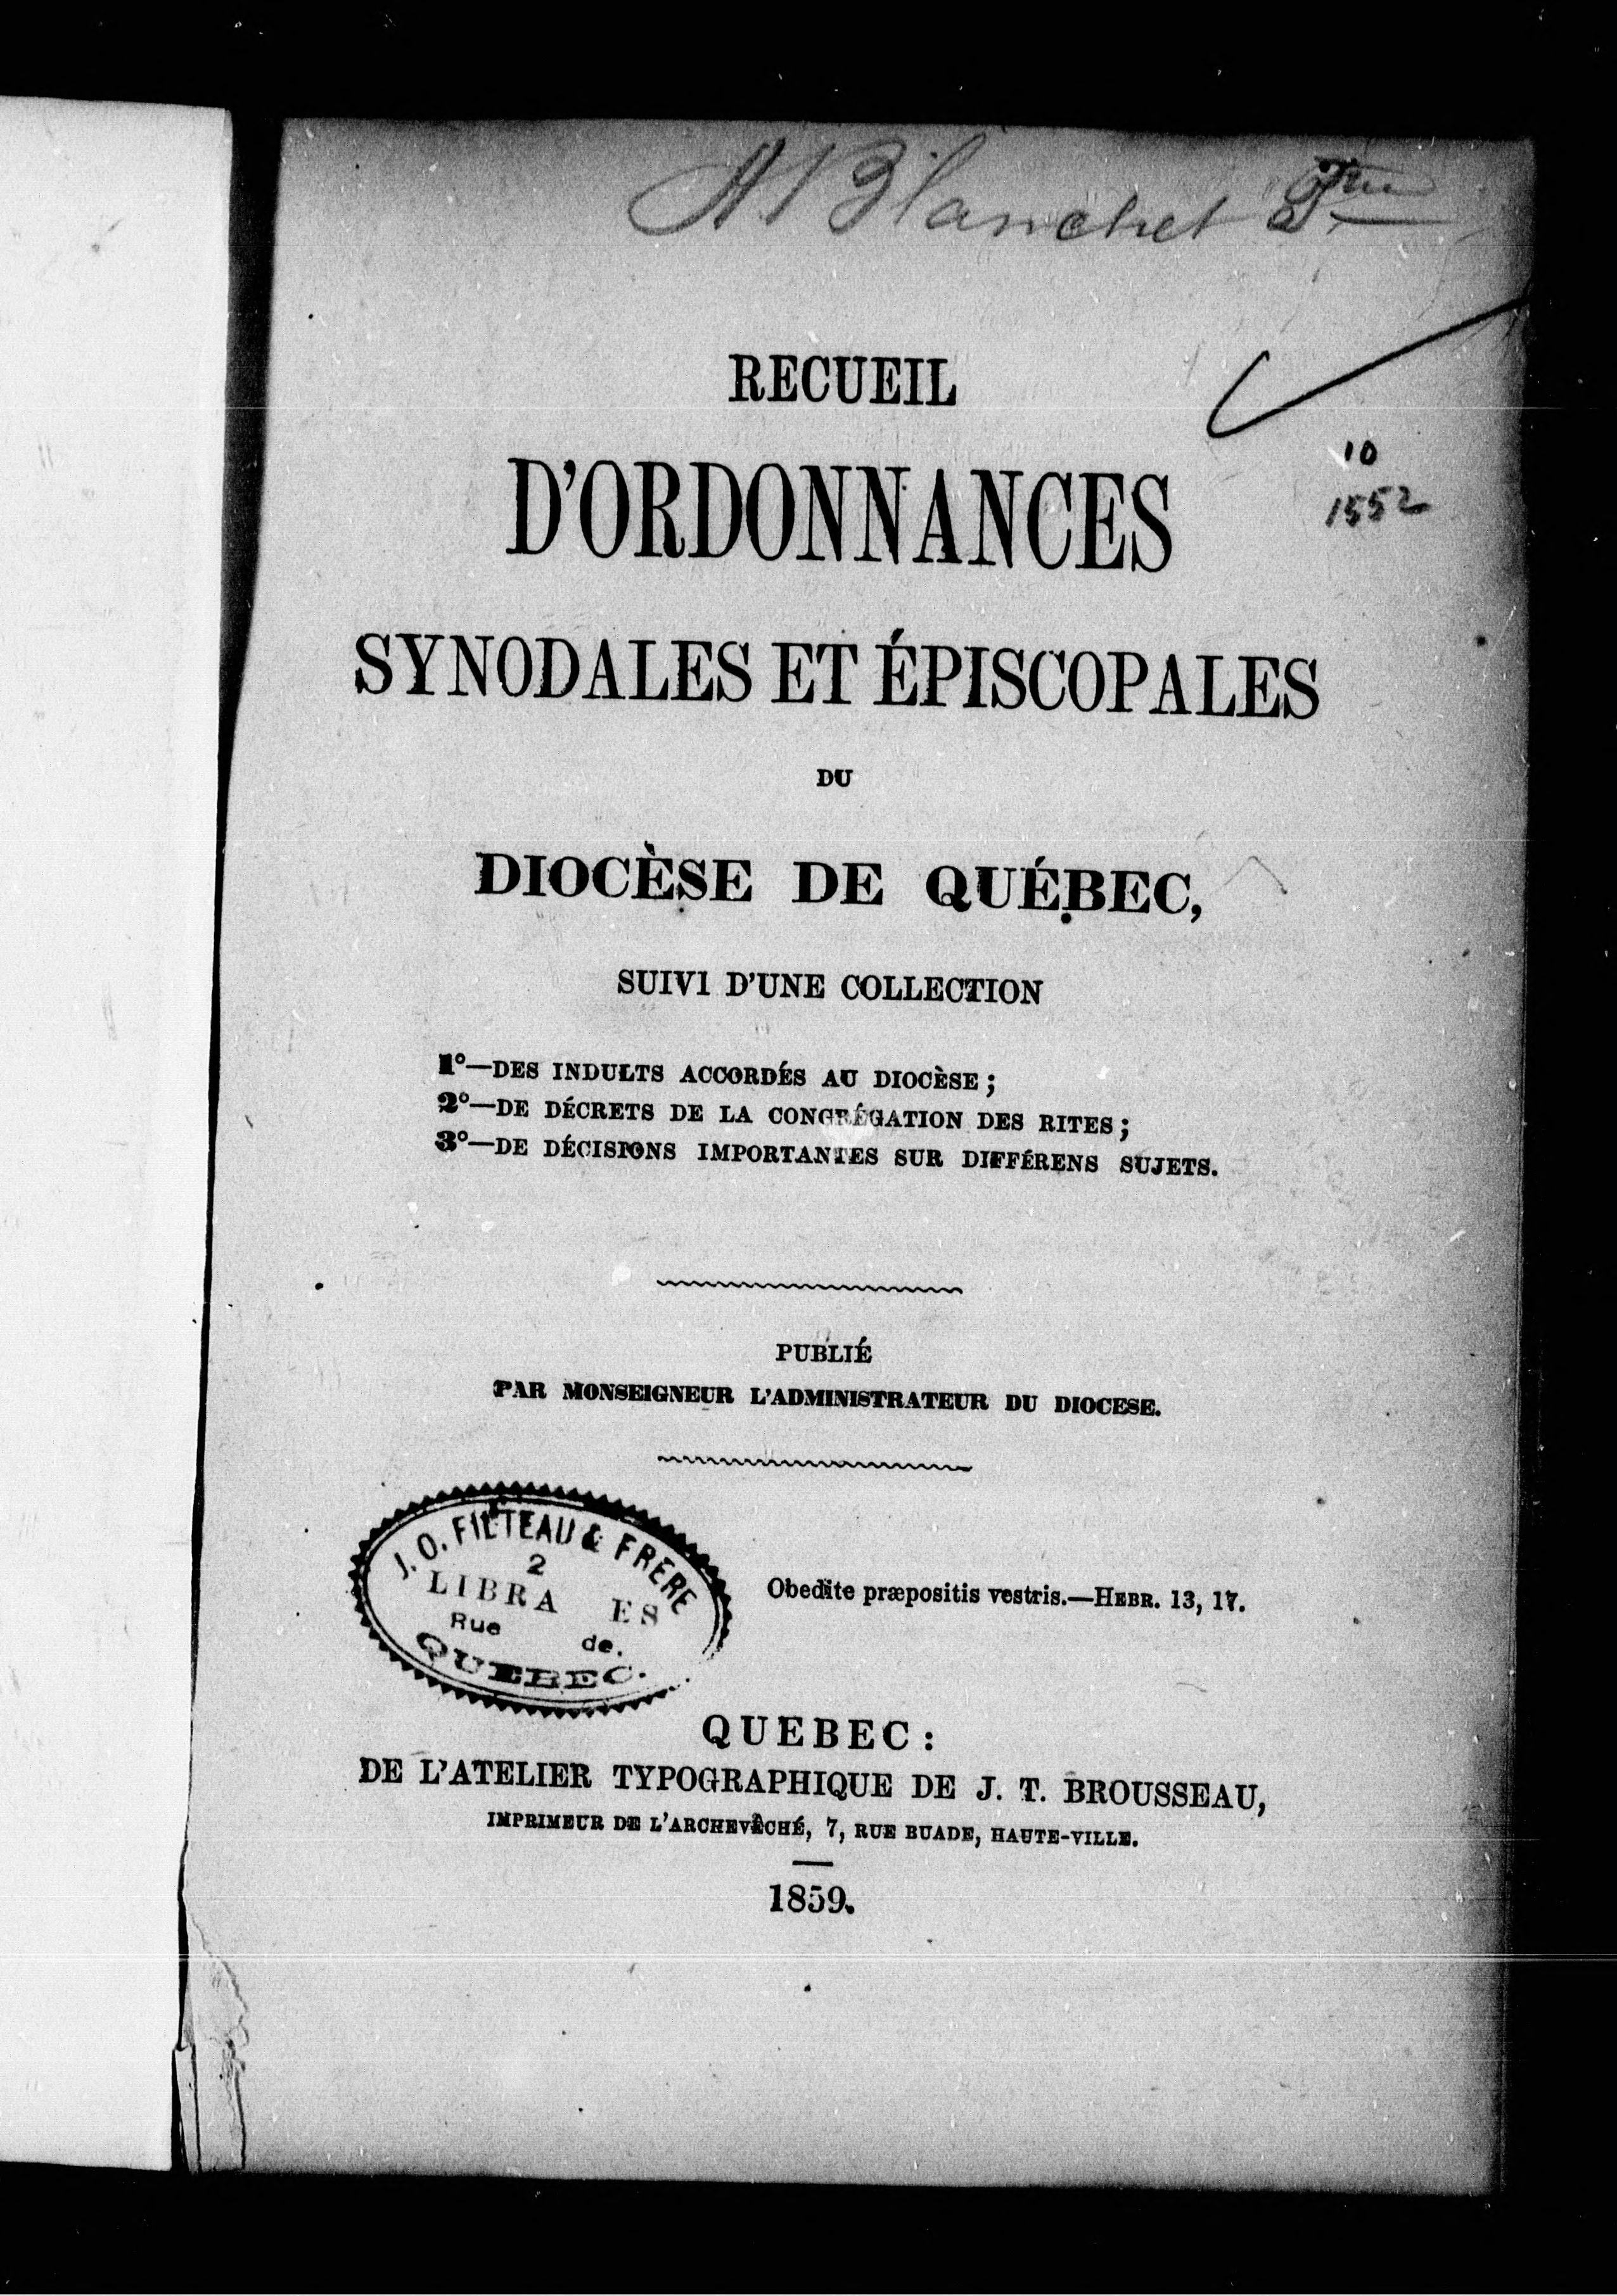 A Blanchet Ptre
RECUEIL
10
D'ORDONNANCES
1552
SYNODALES ET ÉPISCOPALES
DU
DIOCÈSE DE QUÉBEC,
SUIVI D'UNE COLLECTION
1°—DES INDULTS ACCORDÉS AU DIOCÈSE ;
2°—DE DÉCRETS DE LA CONGRÉGATION DES RITES ;
3°—DE DÉCISIONS IMPORTANTES SUR DIFFÉRENS SUJETS.
PUBLIÉ
PAR MONSEIGNEUR L'ADMINISTRATEUR DU DIOCESE.
J. O. FILTEAU & FRERE
2
LIBRA ES
Rue de.
QUEBEC.
Obedite præpositis vestris.—HEBR. 13, 17.
QUEBEC :
DE L'ATELIER TYPOGRAPHIQUE DE J. T. BROUSSEAU,
IMPRIMEUR DE L'ARCHEVÊCHÉ, 7, RUE BUADE, HAUTE-VILLE.
1859.